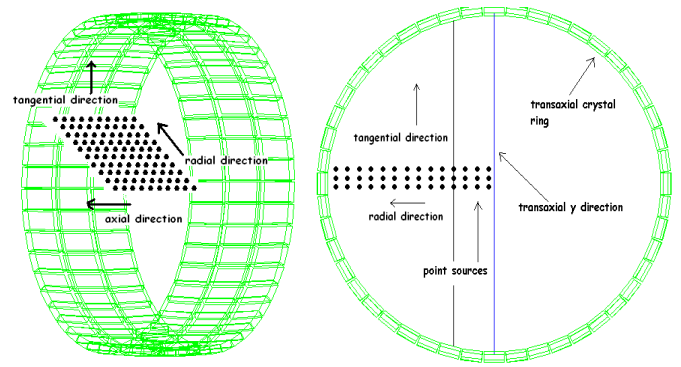 tangential direction
radial direction
axial direction
tangential direction
radial direction
point sources
transaxial crystal
ring
transaxial y direction